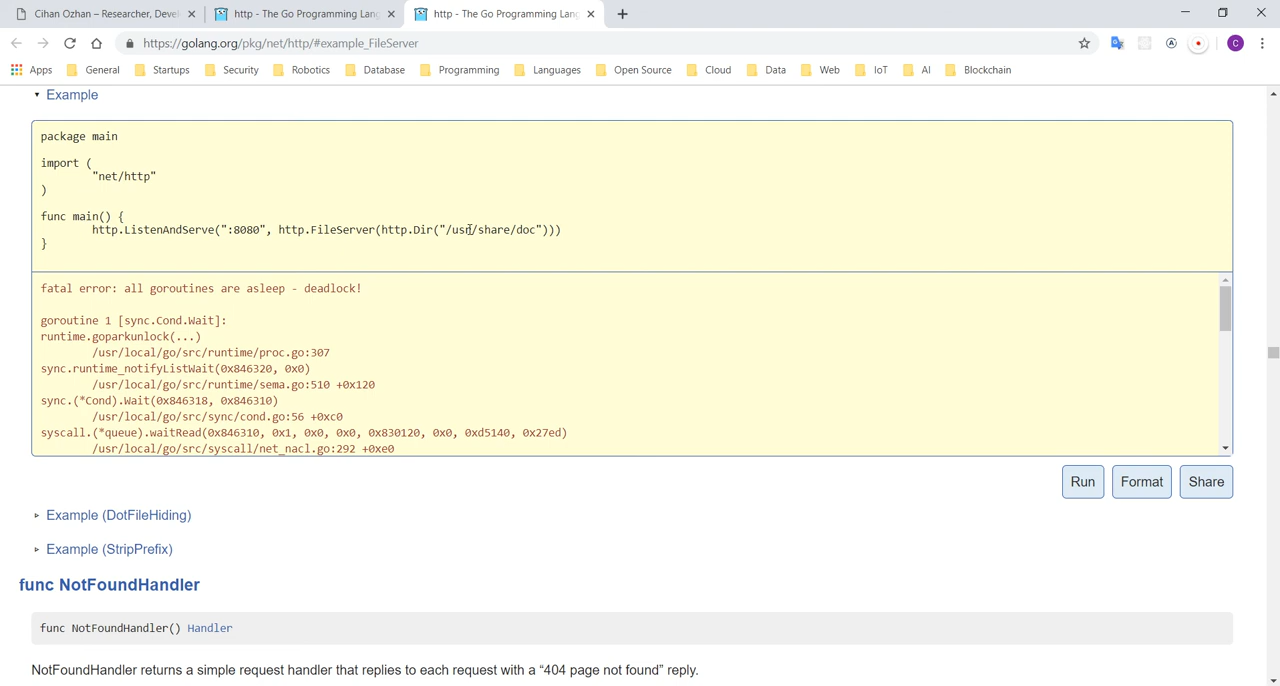 Cihan Ozhan – Researcher, Devel
http - The Go Programming Lang
http - The Go Programming Lang
https://golang.org/pkg/net/http/#example_FileServer
C
Apps
General
Startups
Security
Robotics
Database
Programming
Languages
Open Source
Cloud
Data
Web
IoT
AI
Blockchain
Example
package main
import (
"net/http"
)
func main() {
http.ListenAndServe(":8080", http.FileServer(http.Dir("/usr/share/doc")))
}
fatal error: all goroutines are asleep - deadlock!
goroutine 1 [sync.Cond.Wait]:
runtime.goparkunlock(...)
/usr/local/go/src/runtime/proc.go:307
sync.runtime_notifyListWait(0x846320, 0x0)
/usr/local/go/src/runtime/sema.go:510 +0x120
sync.(*Cond).Wait(0x846318, 0x846310)
/usr/local/go/src/sync/cond.go:56 +0xc0
syscall.(*queue).waitRead(0x846310, 0x1, 0x0, 0x0, 0x830120, 0x0, 0xd5140, 0x27ed)
/usr/local/go/src/syscall/net_nacl.go:292 +0xe0
Run
Format
Share
Example (DotFileHiding)
Example (StripPrefix)
func NotFoundHandler
func NotFoundHandler() Handler
NotFoundHandler returns a simple request handler that replies to each request with a “404 page not found” reply.